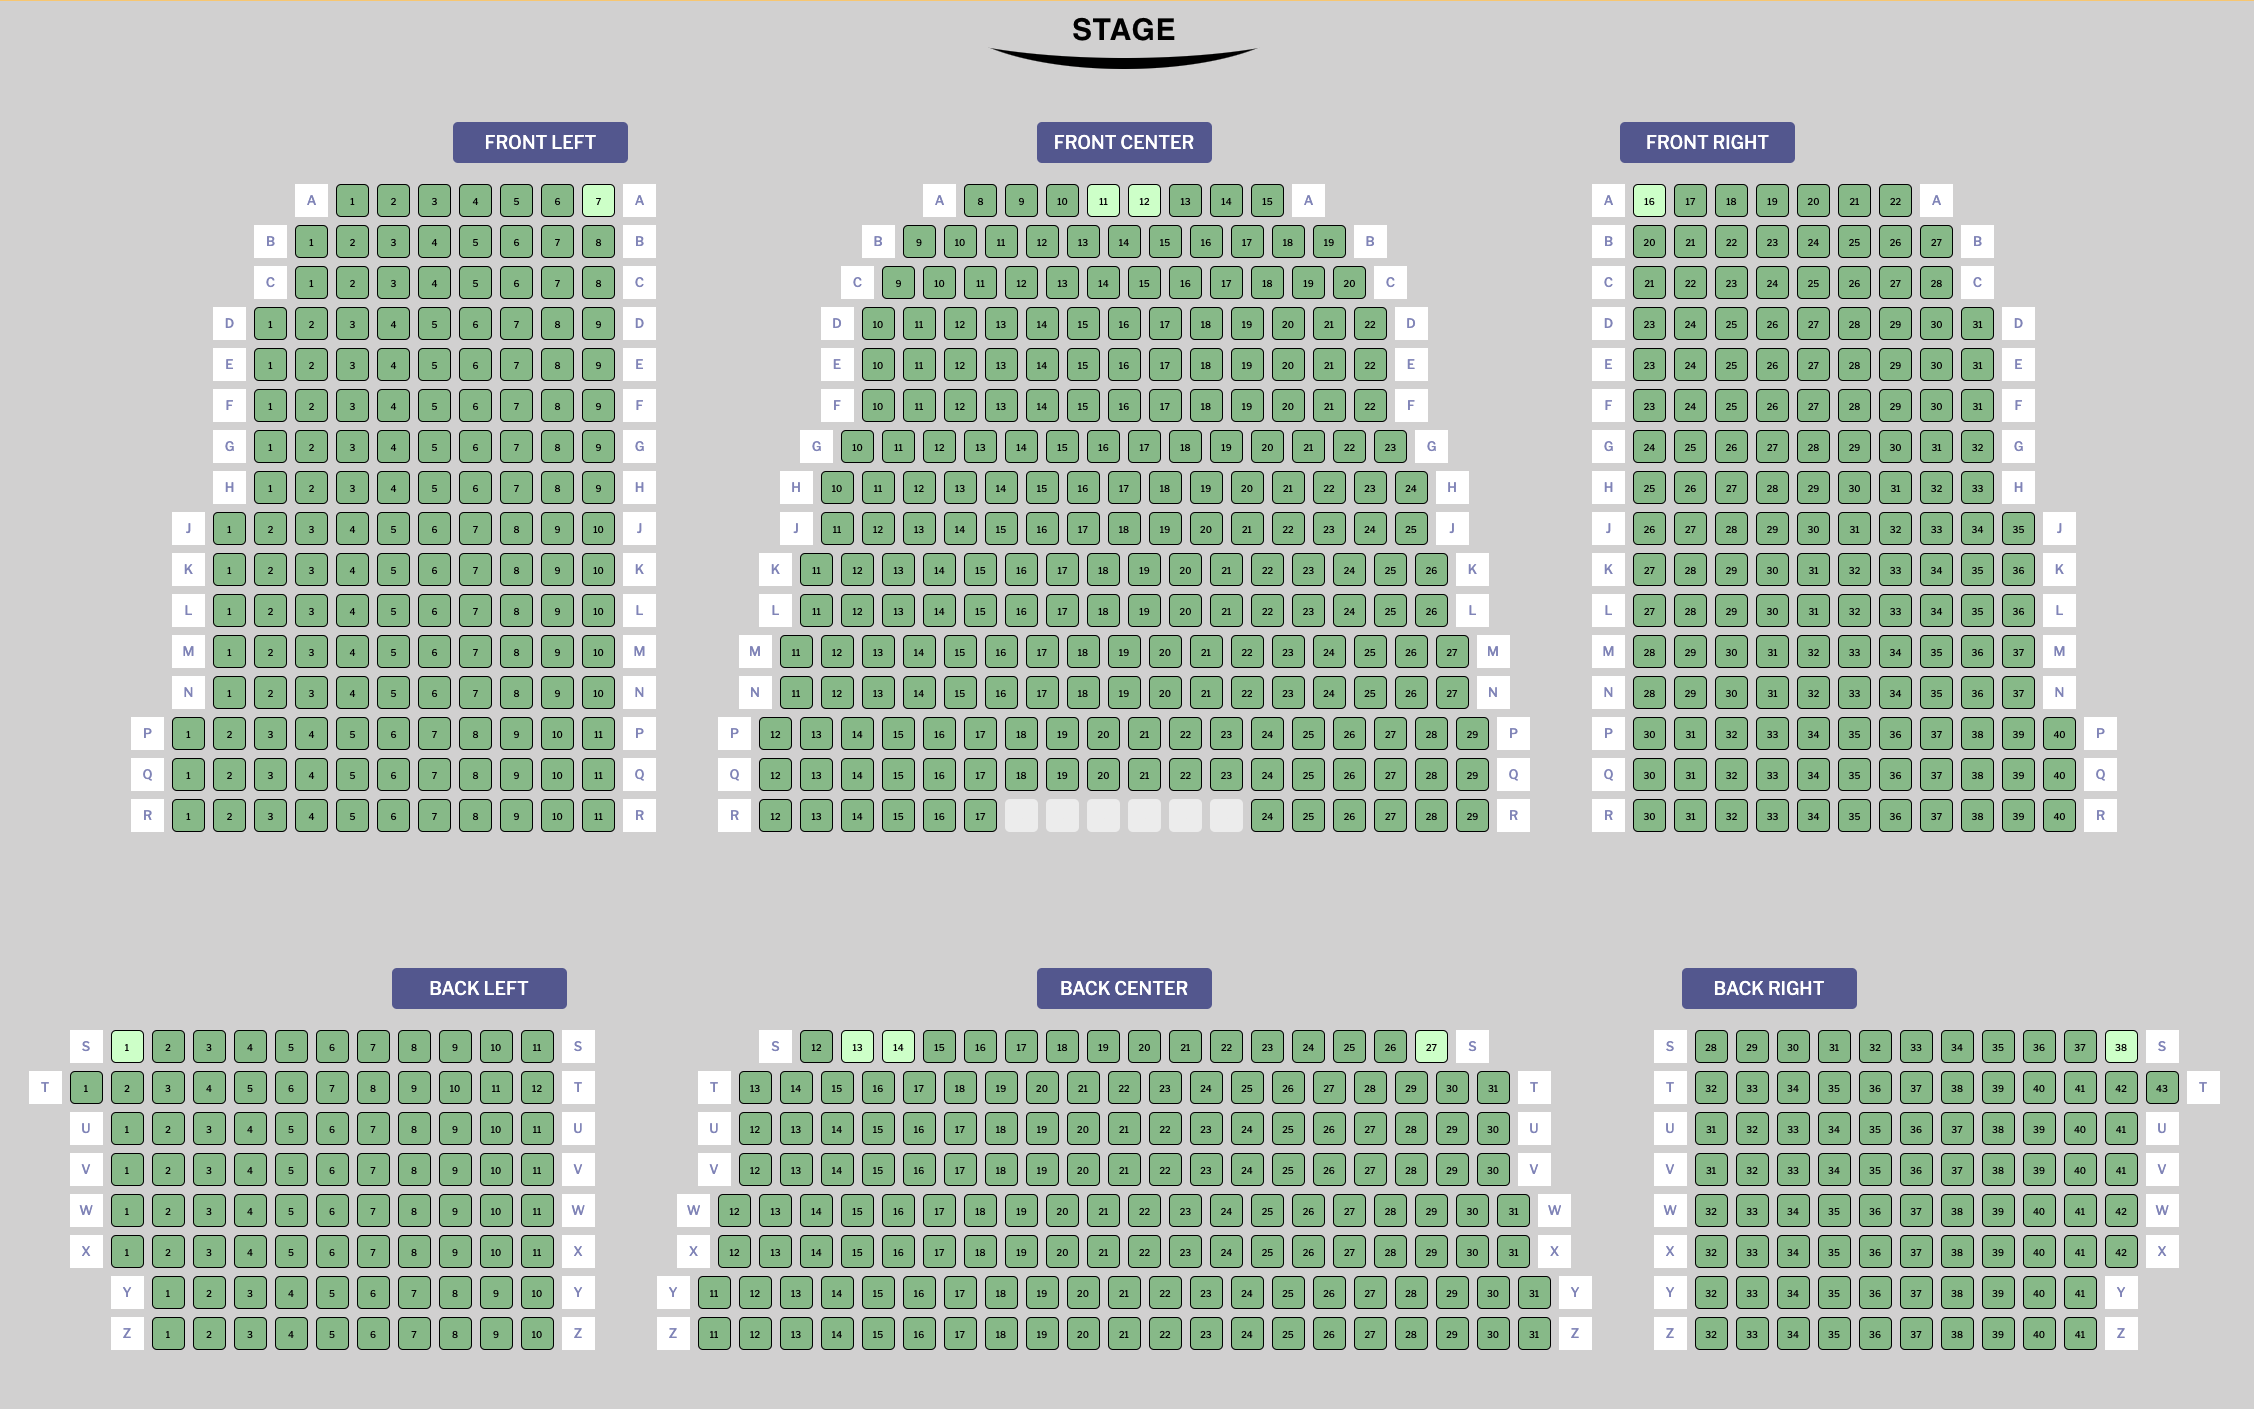 STAGE
FRONT LEFT FRONT CENTER FRONT RIGHT
A 1 2 3 4 5 6 7 A A 8 9 10 11 12 13 14 15 A A 16 17 18 19 20 21 22 A
B 1 2 3 4 5 6 7 8 B B 9 10 11 12 13 14 15 16 17 18 19 B B 20 21 22 23 24 25 26 27 B
C 1 2 3 4 5 6 7 8 C C 9 10 11 12 13 14 15 16 17 18 19 20 C C 21 22 23 24 25 26 27 28 C
D 1 2 3 4 5 6 7 8 9 D D 10 11 12 13 14 15 16 17 18 19 20 21 22 D D 23 24 25 26 27 28 29 30 31 D
E 1 2 3 4 5 6 7 8 9 E E 10 11 12 13 14 15 16 17 18 19 20 21 22 E E 23 24 25 26 27 28 29 30 31 E
F 1 2 3 4 5 6 7 8 9 F F 10 11 12 13 14 15 16 17 18 19 20 21 22 F F 23 24 25 26 27 28 29 30 31 F
G 1 2 3 4 5 6 7 8 9 G G 10 11 12 13 14 15 16 17 18 19 20 21 22 23 G G 24 25 26 27 28 29 30 31 32 G
H 1 2 3 4 5 6 7 8 9 H H 10 11 12 13 14 15 16 17 18 19 20 21 22 23 24 H H 25 26 27 28 29 30 31 32 33 H
J 1 2 3 4 5 6 7 8 9 10 J J 11 12 13 14 15 16 17 18 19 20 21 22 23 24 25 J J 26 27 28 29 30 31 32 33 34 35 J
K 1 2 3 4 5 6 7 8 9 10 K K 11 12 13 14 15 16 17 18 19 20 21 22 23 24 25 26 K K 27 28 29 30 31 32 33 34 35 36 K
L 1 2 3 4 5 6 7 8 9 10 L L 11 12 13 14 15 16 17 18 19 20 21 22 23 24 25 26 L L 27 28 29 30 31 32 33 34 35 36 L
M 1 2 3 4 5 6 7 8 9 10 M M 11 12 13 14 15 16 17 18 19 20 21 22 23 24 25 26 27 M M 28 29 30 31 32 33 34 35 36 37 M
N 1 2 3 4 5 6 7 8 9 10 N N 11 12 13 14 15 16 17 18 19 20 21 22 23 24 25 26 27 N N 28 29 30 31 32 33 34 35 36 37 N
P 1 2 3 4 5 6 7 8 9 10 11 P P 12 13 14 15 16 17 18 19 20 21 22 23 24 25 26 27 28 29 P P 30 31 32 33 34 35 36 37 38 39 40 P
Q 1 2 3 4 5 6 7 8 9 10 11 Q Q 12 13 14 15 16 17 18 19 20 21 22 23 24 25 26 27 28 29 Q Q 30 31 32 33 34 35 36 37 38 39 40 Q
R 1 2 3 4 5 6 7 8 9 10 11 R R 12 13 14 15 16 17 24 25 26 27 28 29 R R 30 31 32 33 34 35 36 37 38 39 40 R
BACK LEFT BACK CENTER BACK RIGHT
S 1 2 3 4 5 6 7 8 9 10 11 S S 12 13 14 15 16 17 18 19 20 21 22 23 24 25 26 27 S S 28 29 30 31 32 33 34 35 36 37 38 S
T 1 2 3 4 5 6 7 8 9 10 11 12 T T 13 14 15 16 17 18 19 20 21 22 23 24 25 26 27 28 29 30 31 T T 32 33 34 35 36 37 38 39 40 41 42 43 T
U 1 2 3 4 5 6 7 8 9 10 11 U U 12 13 14 15 16 17 18 19 20 21 22 23 24 25 26 27 28 29 30 U U 31 32 33 34 35 36 37 38 39 40 41 U
V 1 2 3 4 5 6 7 8 9 10 11 V V 12 13 14 15 16 17 18 19 20 21 22 23 24 25 26 27 28 29 30 V V 31 32 33 34 35 36 37 38 39 40 41 V
W 1 2 3 4 5 6 7 8 9 10 11 W W 12 13 14 15 16 17 18 19 20 21 22 23 24 25 26 27 28 29 30 31 W W 32 33 34 35 36 37 38 39 40 41 42 W
X 1 2 3 4 5 6 7 8 9 10 11 X X 12 13 14 15 16 17 18 19 20 21 22 23 24 25 26 27 28 29 30 31 X X 32 33 34 35 36 37 38 39 40 41 42 X
Y 1 2 3 4 5 6 7 8 9 10 Y Y 11 12 13 14 15 16 17 18 19 20 21 22 23 24 25 26 27 28 29 30 31 Y Y 32 33 34 35 36 37 38 39 40 41 Y
Z 1 2 3 4 5 6 7 8 9 10 Z Z 11 12 13 14 15 16 17 18 19 20 21 22 23 24 25 26 27 28 29 30 31 Z Z 32 33 34 35 36 37 38 39 40 41 Z